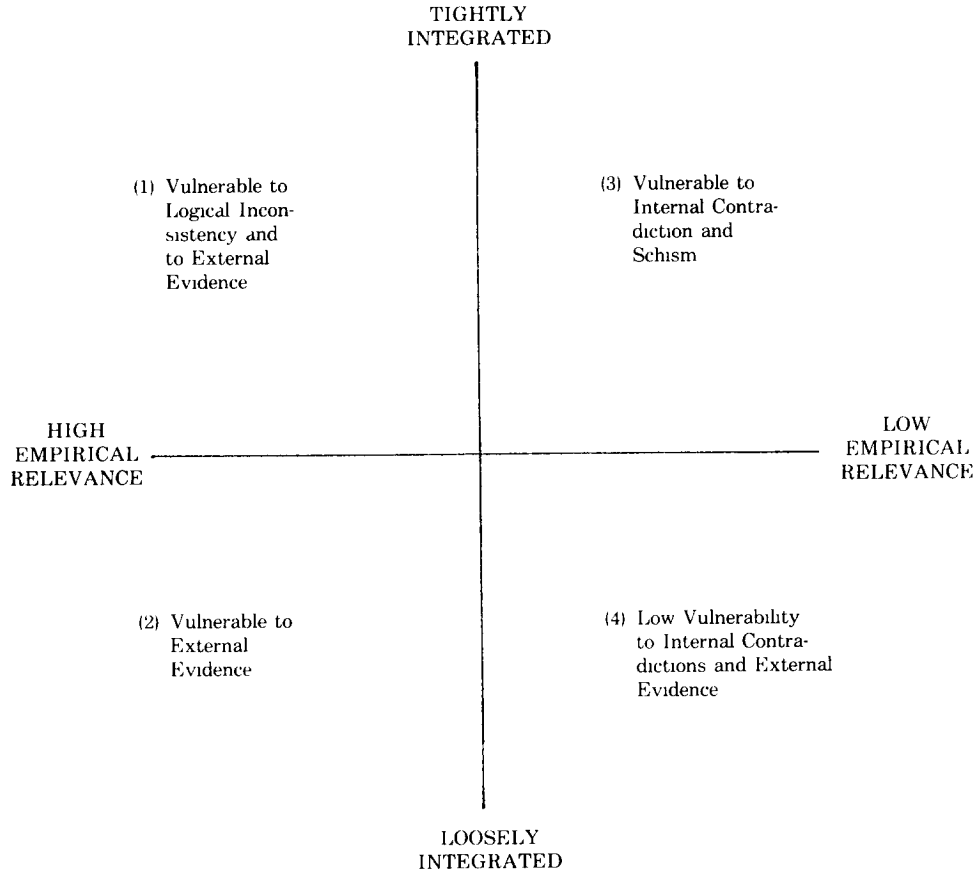 TIGHTLY
INTEGRATED
(1) Vulnerable to
Logical Incon-
sistency and
to External
Evidence
(3) Vulnerable to
Internal Contra-
diction and
Schism
HIGH
EMPIRICAL
RELEVANCE
LOW
EMPIRICAL
RELEVANCE
(2) Vulnerable to
External
Evidence
(4) Low Vulnerability
to Internal Contra-
dictions and External
Evidence
LOOSELY
INTEGRATED